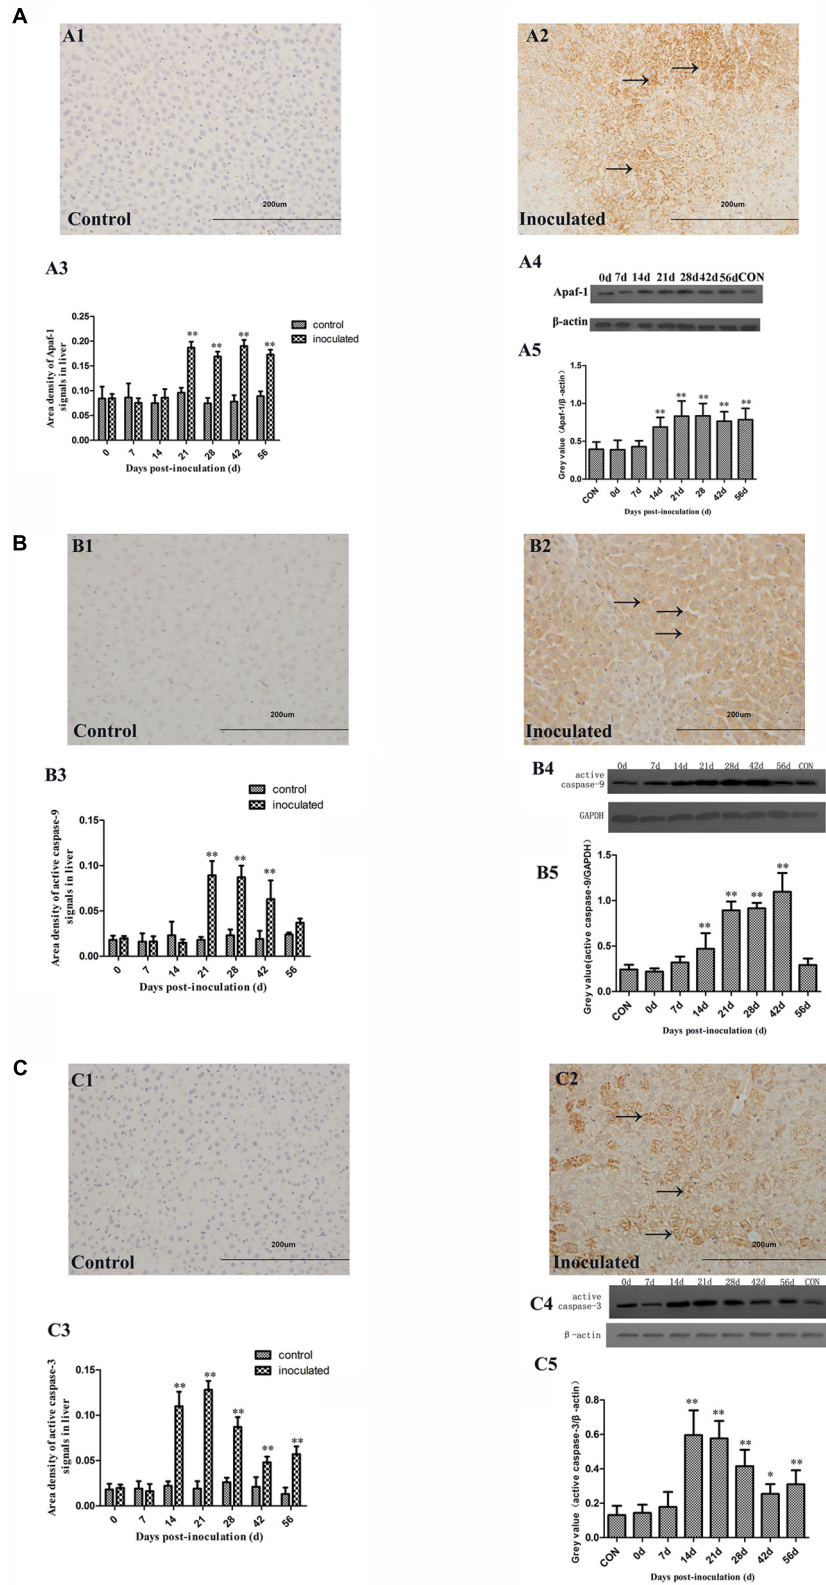 A
A1
Control
200um
A2
Inoculated
200um
A3
Area density of Apaf-1
signals in liver
0.25
0.20
0.15
0.10
0.05
0.00
control
inoculated
**
**
**
**
0
7
14
21
28
42
56
Days post-inoculation (d)
A4
0d 7d 14d 21d 28d 42d 56d CON
Apaf-1
β-actin
A5
Grey value (Apaf-1/β-actin)
1.5
1.0
0.5
0.0
**
**
**
**
**
CON
0d
7d
14d
21d
28
42d
56d
Days post-inoculation (d)
B
B1
Control
200um
B2
Inoculated
200um
B3
control
inoculated
Area density of active caspase-9
signals in liver
0.15
0.10
0.05
0.00
**
**
**
0
7
14
21
28
42
56
Days post-inoculation (d)
B4
0d 7d 14d 21d 28d 42d 56d CON
active
caspase-9
GAPDH
B5
Grey value(active caspase-9/GAPDH)
1.5
1.0
0.5
0.0
**
**
**
**
CON
0d
7d
14d
21d
28d
42d
56d
Days post-inoculation (d)
C
C1
Control
200um
C2
Inoculated
200um
C3
control
inoculated
Area density of active caspase-3
signals in liver
0.15
0.10
0.05
0.00
**
**
**
**
**
0
7
14
21
28
42
56
Days post-inoculation (d)
C4
0d 7d 14d 21d 28d 42d 56d CON
active
caspase-3
β-actin
C5
Grey value (active caspase-3/β-actin)
0.8
0.6
0.4
0.2
0.0
**
**
**
*
**
CON
0d
7d
14d
21d
28d
42d
56d
Days post-inoculation (d)